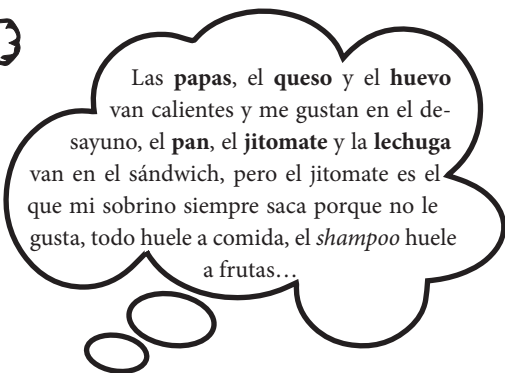 Las papas, el queso y el huevo
van calientes y me gustan en el de-
sayuno, el pan, el jitomate y la lechuga
van en el sándwich, pero el jitomate es el
que mi sobrino siempre saca porque no le
gusta, todo huele a comida, el shampoo huele
a frutas…